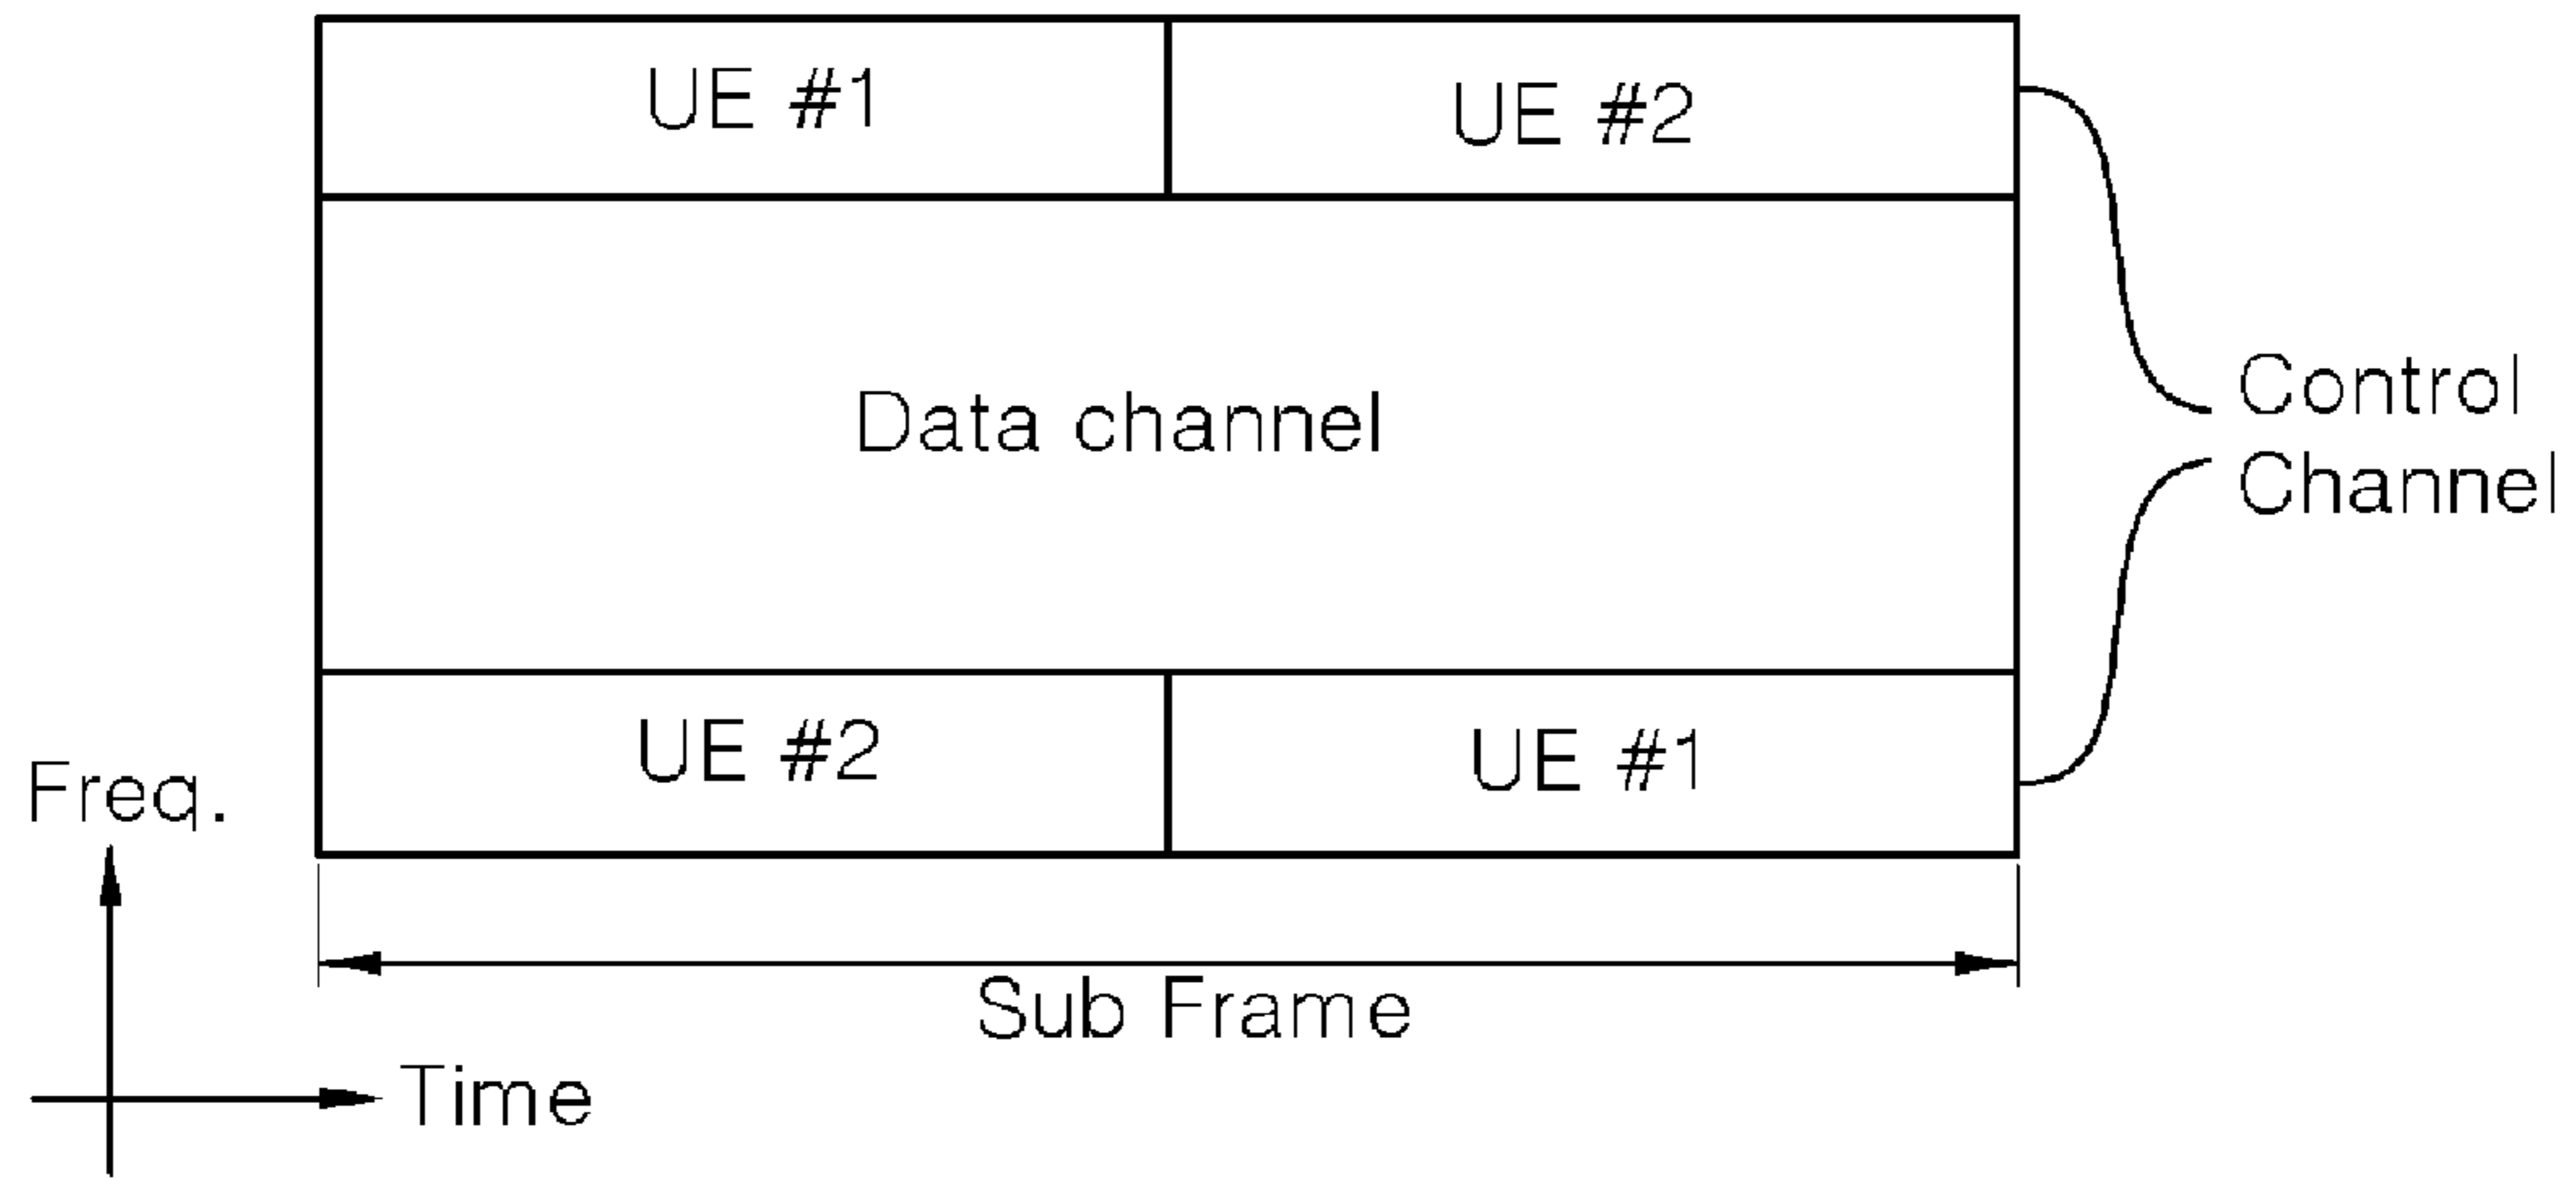 UE #1
UE #2
Data channel
Control
Channel
UE #2
UE #1
Freq.
Sub Frame
Time